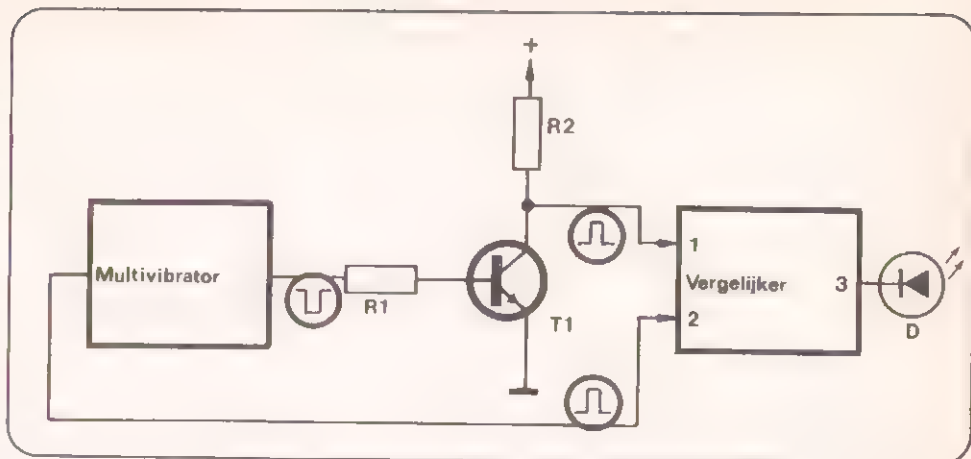 +
R2
Multivibrator
R1
T1
1
Vergelijker
3
2
D